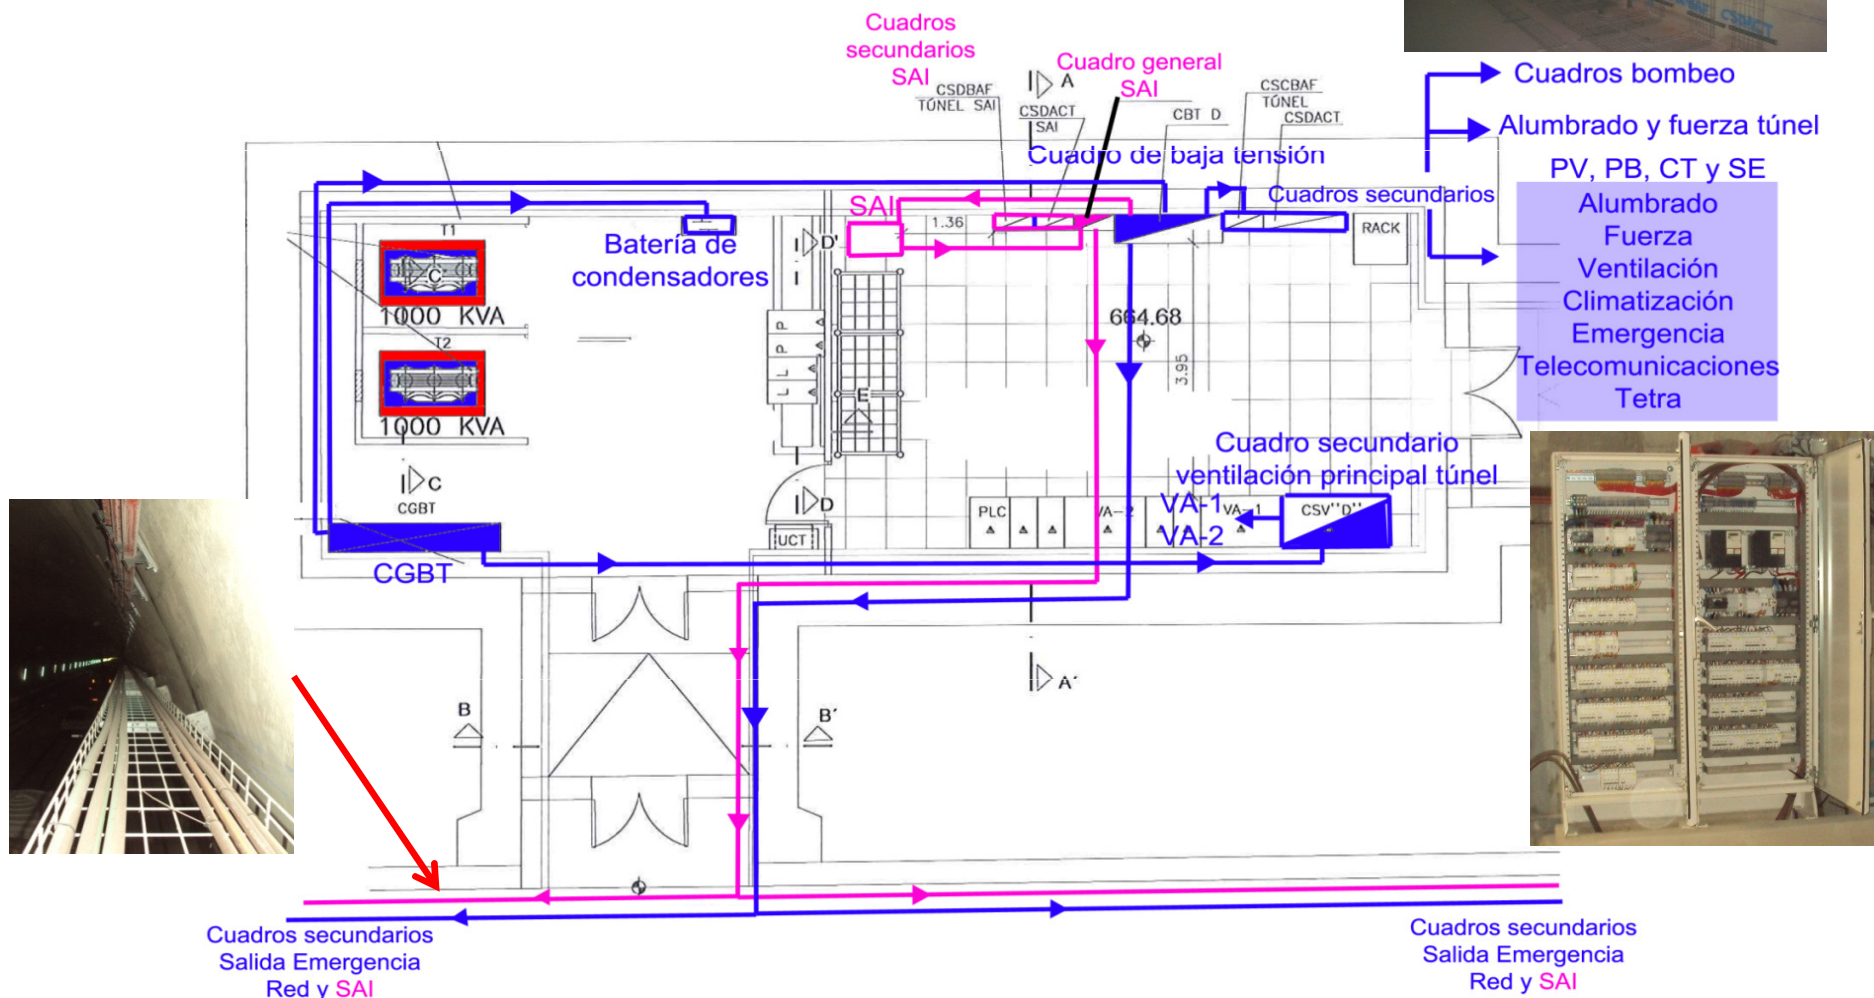 CSDACT
Cuadros
secundarios
SAI
Cuadro general
SAI
A
CSDBAF
TÚNEL SAI
CSDACT
SAI
CBT D
CSCBAF
TÚNEL
CSDACT
Cuadros bombeo
Alumbrado y fuerza túnel
PV, PB, CT y SE
Alumbrado
Fuerza
Ventilación
Climatización
Emergencia
Telecomunicaciones
Tetra
Cuadro de baja tensión
Cuadros secundarios
SAI
1.36
RACK
T1
C'
1000 KVA
T2
1000 KVA
Batería de
condensadores
D'
P
P
L
L
E
664.68
3.95
C
CGBT
CGBT
D
UCT
Cuadro secundario
ventilación principal túnel
PLC
VA-2
VA-1
VA-2
VA-1
CSV"D"
A'
B
B'
Cuadros secundarios
Salida Emergencia
Red y SAI
Cuadros secundarios
Salida Emergencia
Red y SAI